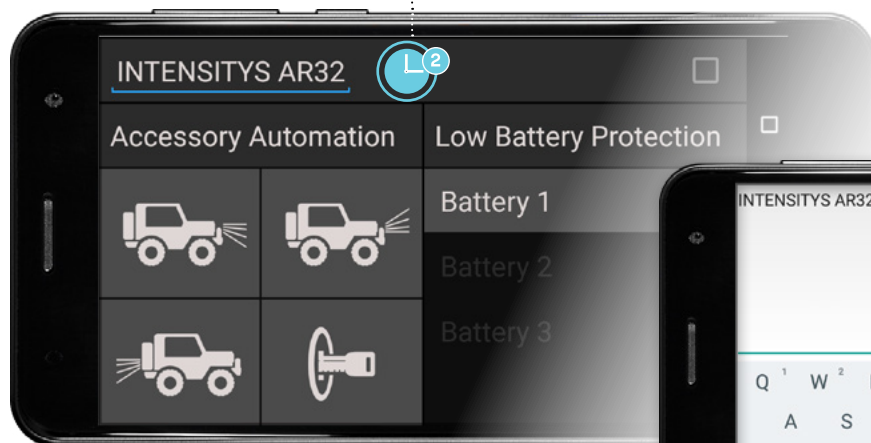 INTENSITYS AR32
2
Accessory Automation
Low Battery Protection
Battery 1
Battery 2
Battery 3
INTENSITYS AR32
Q 1 W 2
A S